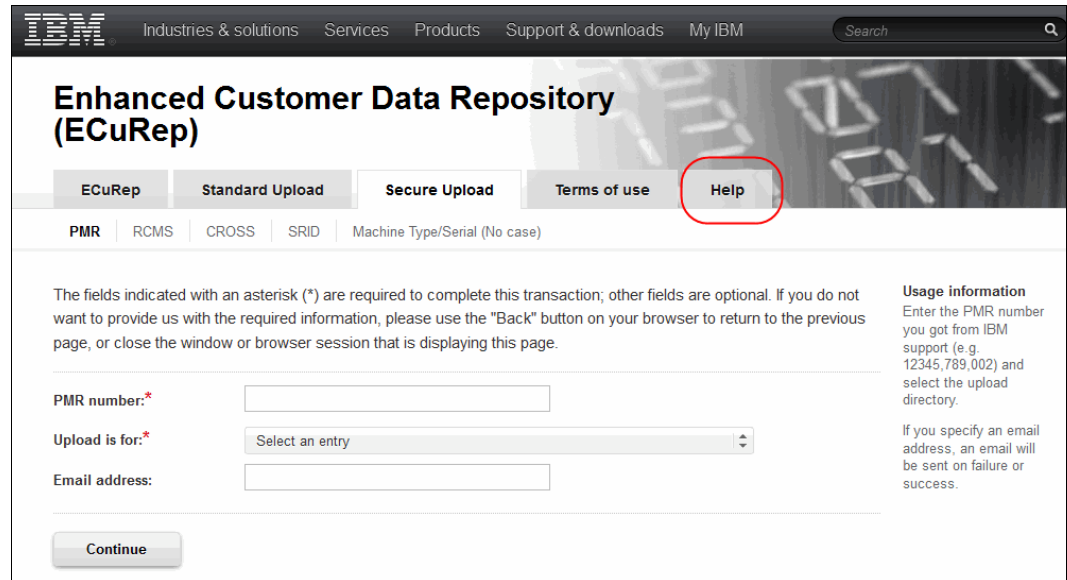 IBM
Industries & solutions Services Products Support & downloads My IBM Search
Enhanced Customer Data Repository
(ECuRep)
ECuRep Standard Upload Secure Upload Terms of use Help
PMR RCMS CROSS SRID Machine Type/Serial (No case)
The fields indicated with an asterisk (*) are required to complete this transaction; other fields are optional. If you do not
want to provide us with the required information, please use the "Back" button on your browser to return to the previous
page, or close the window or browser session that is displaying this page.
PMR number:*
Upload is for:* Select an entry
Email address:
Continue
Usage information
Enter the PMR number
you got from IBM
support (e.g.
12345,789,002) and
select the upload
directory.
If you specify an email
address, an email will
be sent on failure or
success.